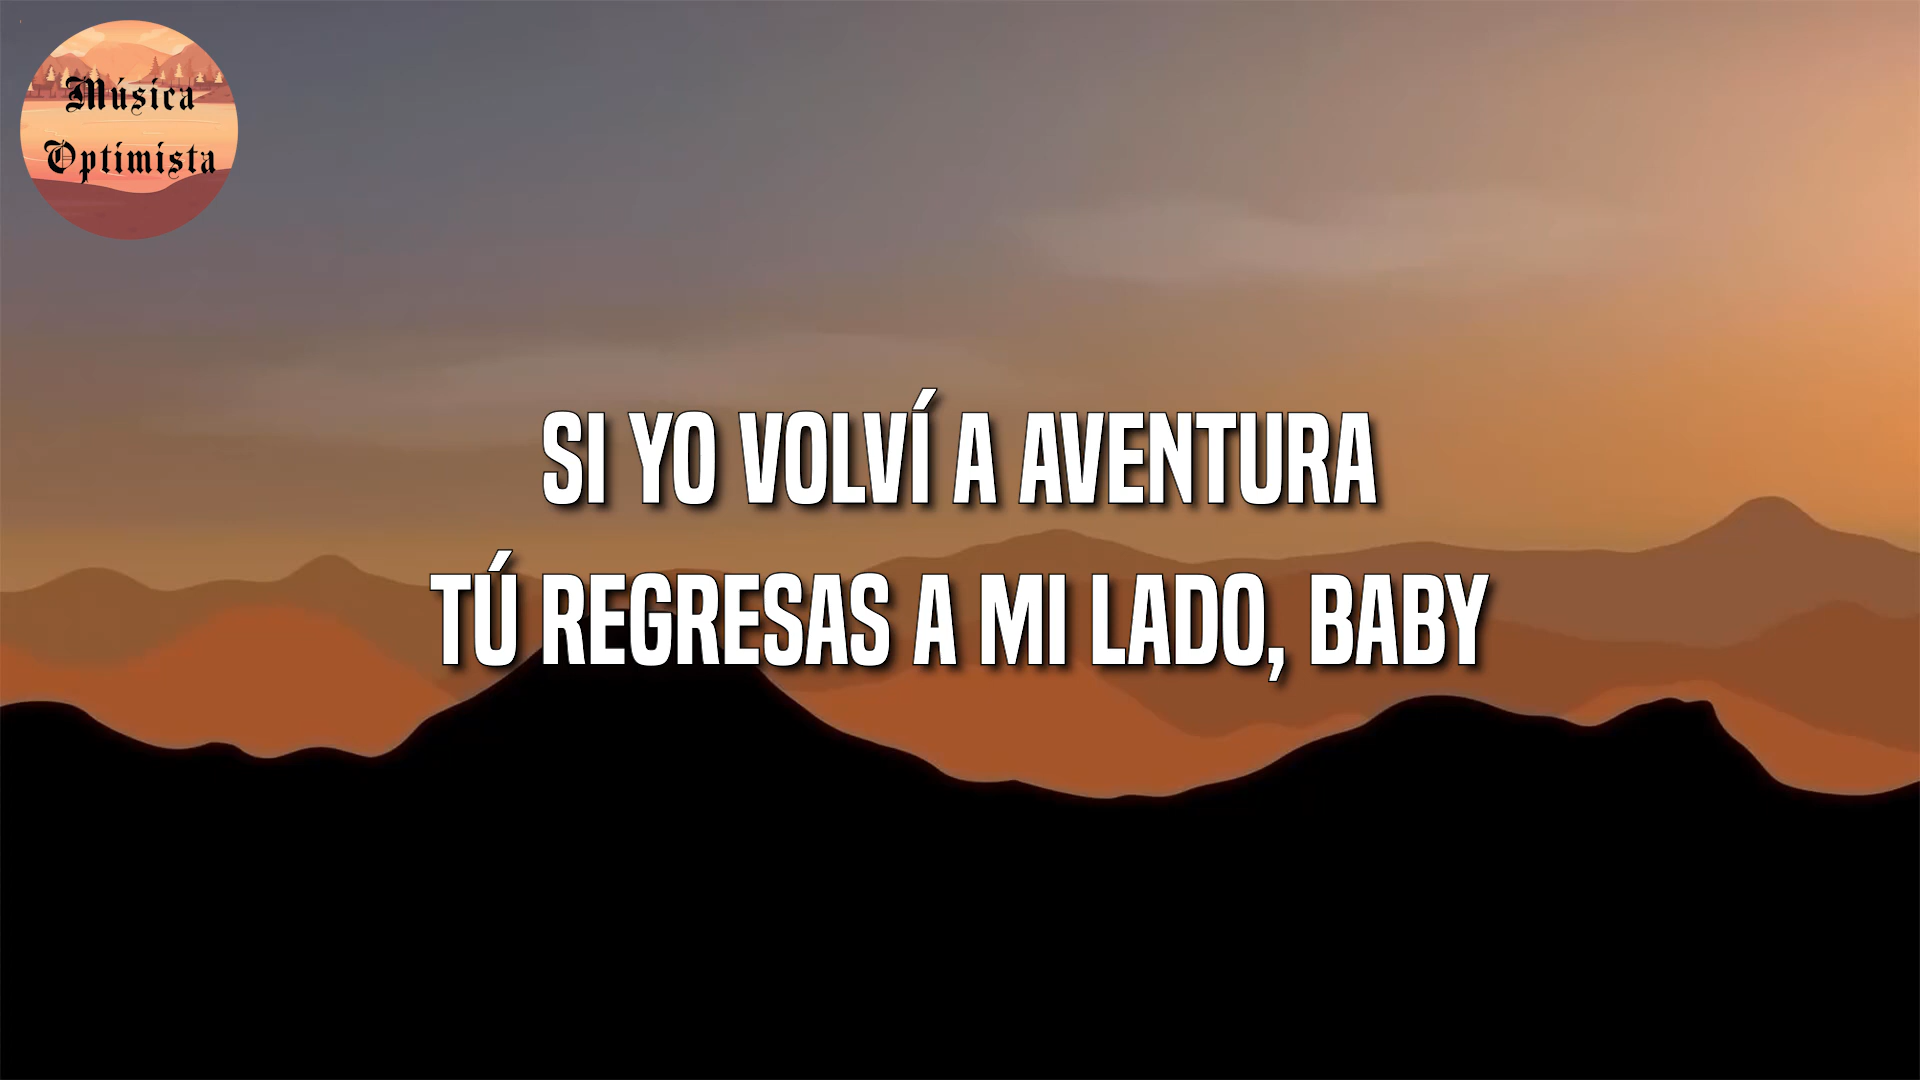 Música
Optimista
SI YO VOLVÍ A AVENTURA
TÚ REGRESAS A MI LADO, BABY